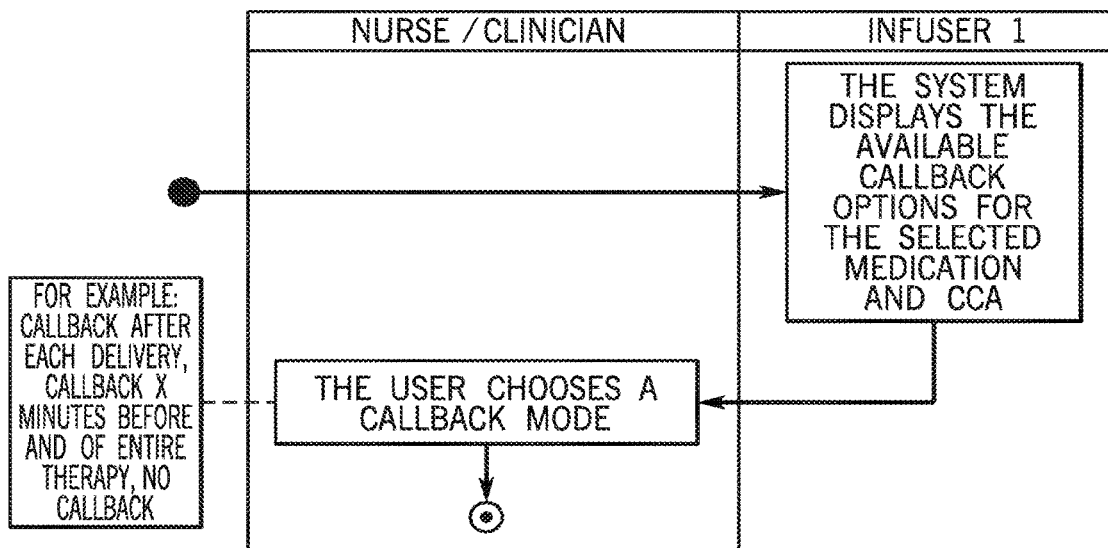 NURSE / CLINICIAN
INFUSER 1
THE SYSTEM
DISPLAYS THE
AVAILABLE
CALLBACK
OPTIONS FOR
THE SELECTED
MEDICATION
AND CCA
FOR EXAMPLE:
CALLBACK AFTER
EACH DELIVERY,
CALLBACK X
MINUTES BEFORE
AND OF ENTIRE
THERAPY, NO
CALLBACK
THE USER CHOOSES A
CALLBACK MODE